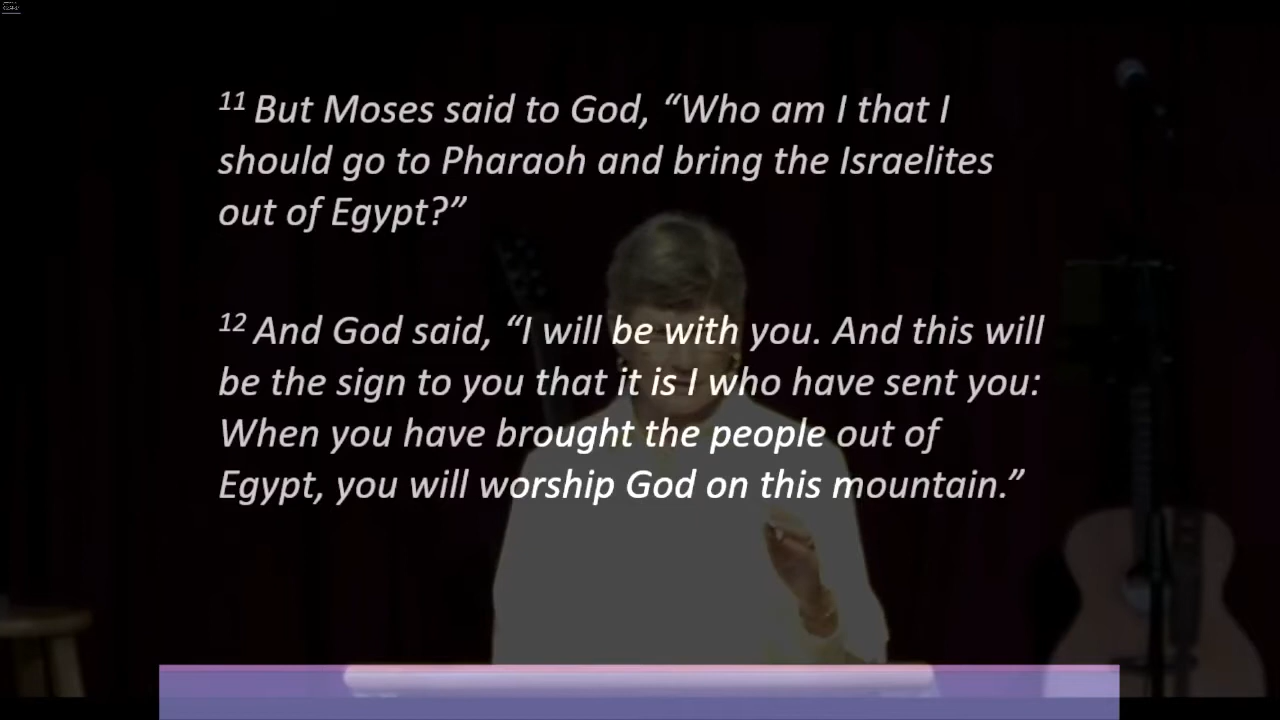 11 But Moses said to God, “Who am I that I
should go to Pharaoh and bring the Israelites
out of Egypt?”
12 And God said, “I will be with you. And this will
be the sign to you that it is I who have sent you:
When you have brought the people out of
Egypt, you will worship God on this mountain.”